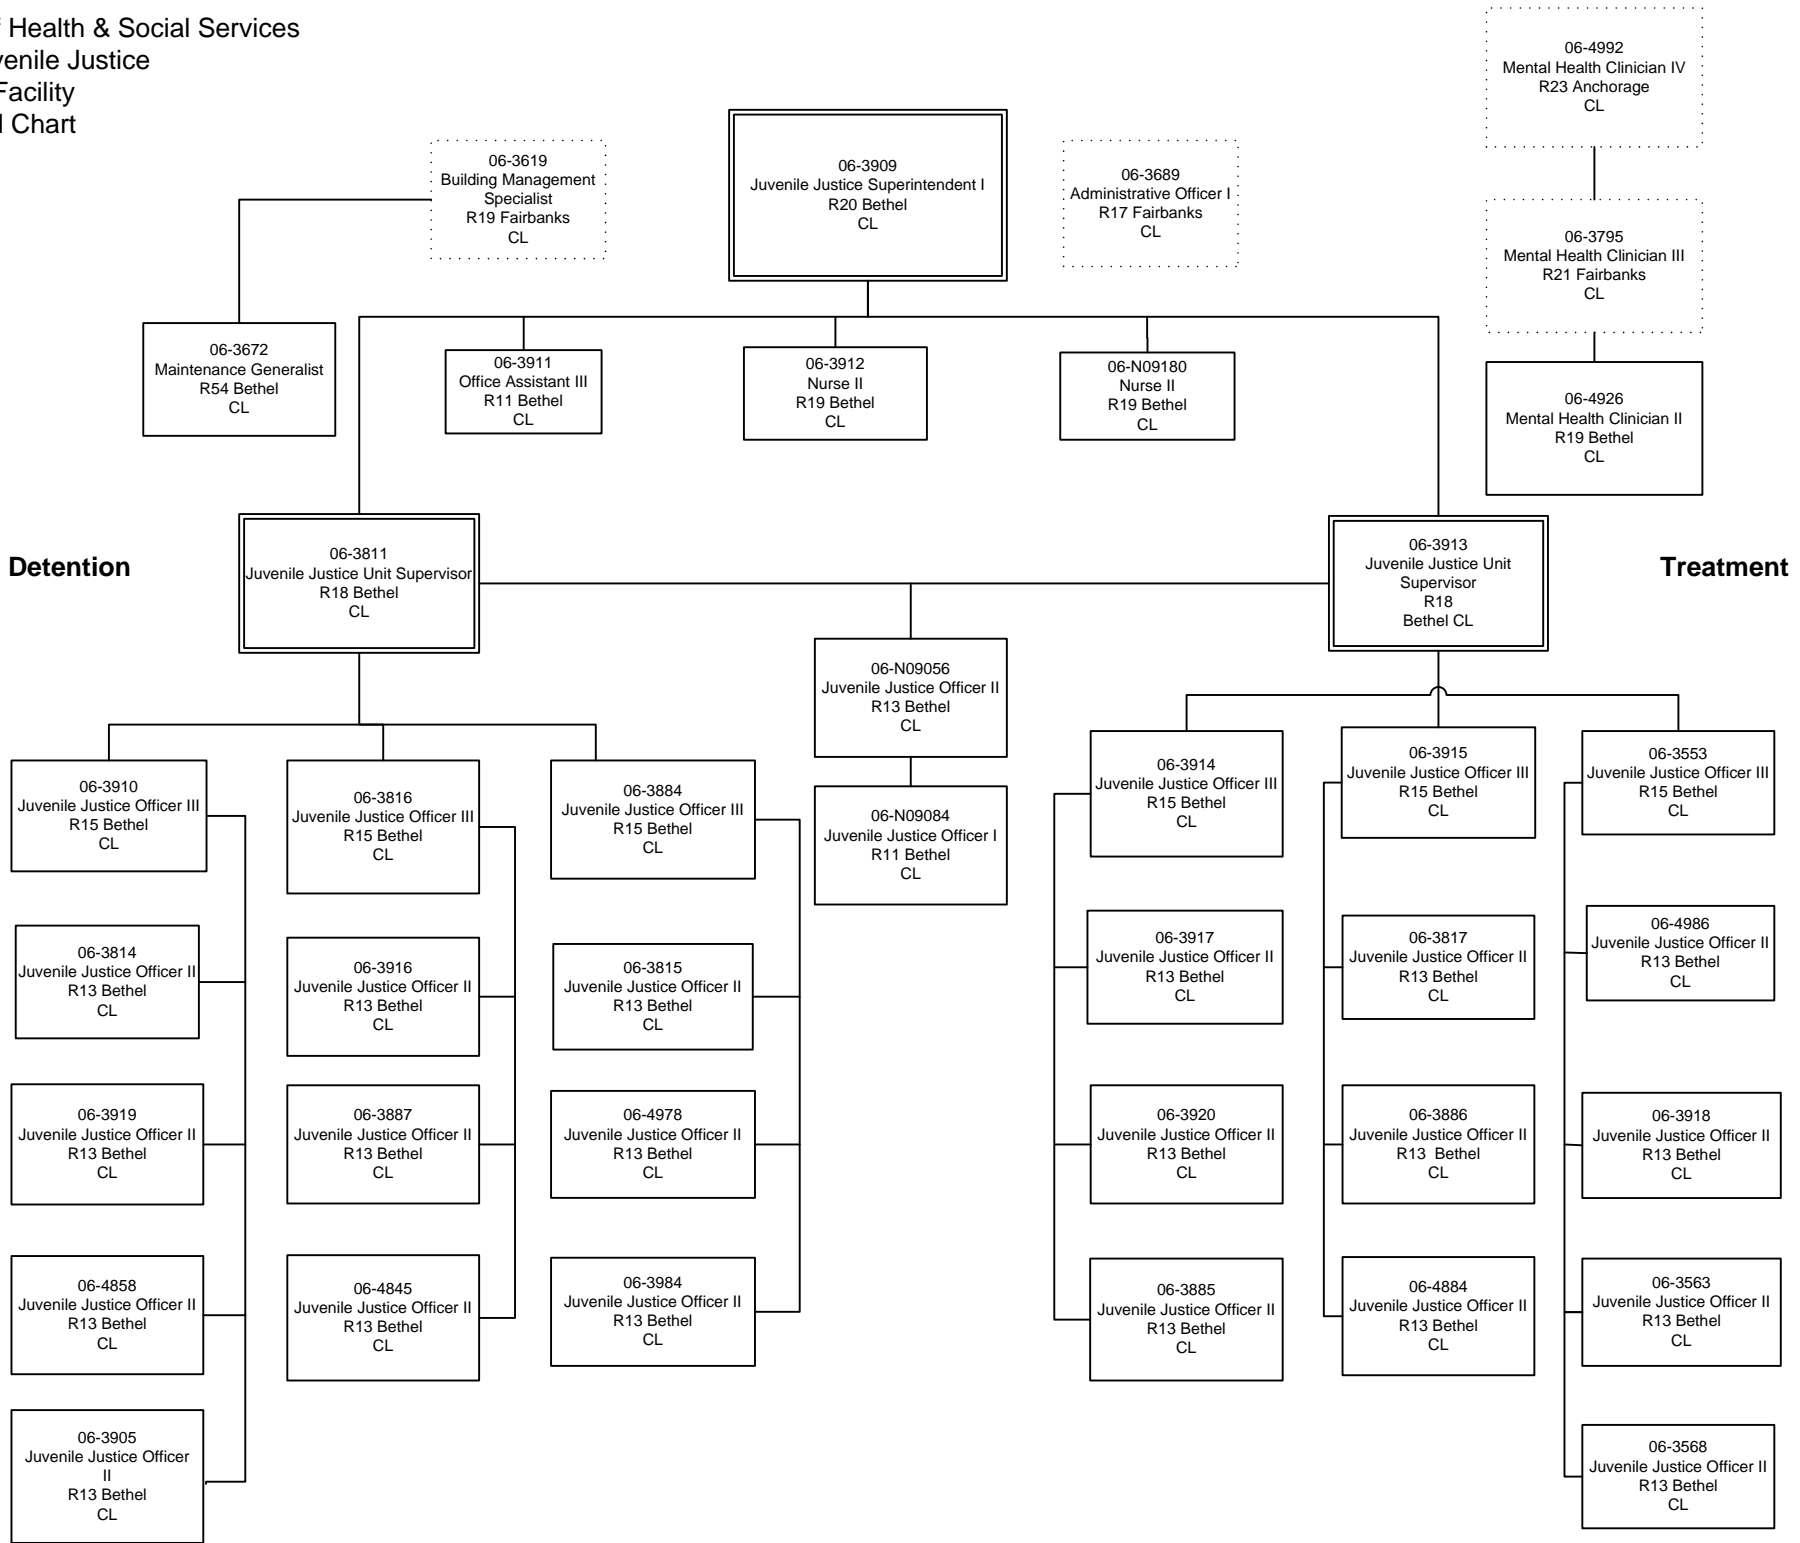 Health & Social Services
venile Justice
Facility
Chart
06-4992
Mental Health Clinician IV
R23 Anchorage
CL
06-3619
Building Management
Specialist
R19 Fairbanks
CL
06-3909
Juvenile Justice Superintendent I
R20 Bethel
CL
06-3689
Administrative Officer I
R17 Fairbanks
CL
06-3795
Mental Health Clinician III
R21 Fairbanks
CL
06-3672
Maintenance Generalist
R54 Bethel
CL
06-3911
Office Assistant III
R11 Bethel
CL
06-3912
Nurse II
R19 Bethel
CL
06-N09180
Nurse II
R19 Bethel
CL
06-4926
Mental Health Clinician II
R19 Bethel
CL
Detention
06-3811
Juvenile Justice Unit Supervisor
R18 Bethel
CL
06-3913
Juvenile Justice Unit
Supervisor
R18
Bethel CL
Treatment
06-N09056
Juvenile Justice Officer II
R13 Bethel
CL
06-N09084
Juvenile Justice Officer I
R11 Bethel
CL
06-3910
Juvenile Justice Officer III
R15 Bethel
CL
06-3816
Juvenile Justice Officer III
R15 Bethel
CL
06-3884
Juvenile Justice Officer III
R15 Bethel
CL
06-3914
Juvenile Justice Officer III
R15 Bethel
CL
06-3915
Juvenile Justice Officer III
R15 Bethel
CL
06-3553
Juvenile Justice Officer III
R15 Bethel
CL
06-3814
Juvenile Justice Officer II
R13 Bethel
CL
06-3916
Juvenile Justice Officer II
R13 Bethel
CL
06-3815
Juvenile Justice Officer II
R13 Bethel
CL
06-3917
Juvenile Justice Officer II
R13 Bethel
CL
06-3817
Juvenile Justice Officer II
R13 Bethel
CL
06-4986
Juvenile Justice Officer II
R13 Bethel
CL
06-3919
Juvenile Justice Officer II
R13 Bethel
CL
06-3887
Juvenile Justice Officer II
R13 Bethel
CL
06-4978
Juvenile Justice Officer II
R13 Bethel
CL
06-3920
Juvenile Justice Officer II
R13 Bethel
CL
06-3886
Juvenile Justice Officer II
R13 Bethel
CL
06-3918
Juvenile Justice Officer II
R13 Bethel
CL
06-4858
Juvenile Justice Officer II
R13 Bethel
CL
06-4845
Juvenile Justice Officer II
R13 Bethel
CL
06-3984
Juvenile Justice Officer II
R13 Bethel
CL
06-3885
Juvenile Justice Officer II
R13 Bethel
CL
06-4884
Juvenile Justice Officer II
R13 Bethel
CL
06-3563
Juvenile Justice Officer II
R13 Bethel
CL
06-3905
Juvenile Justice Officer
II
R13 Bethel
CL
06-3568
Juvenile Justice Officer II
R13 Bethel
CL